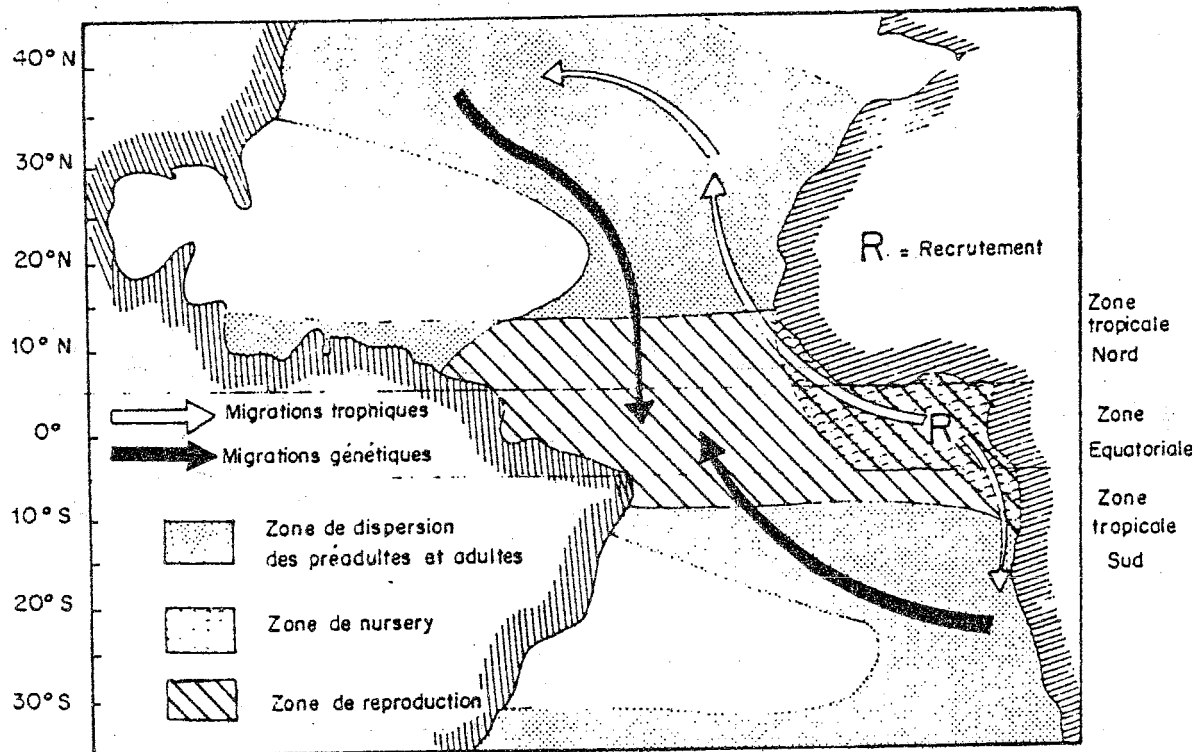 40°N
30°N
20°N
10°N
0°
10°S
20°S
30°S
R = Recrutement
R
Migrations trophiques
Migrations génétiques
Zone de dispersion
des préadultes et adultes
Zone de nursery
Zone de reproduction
Zone
tropicale
Nord
Zone
Equatoriale
Zone
tropicale
Sud